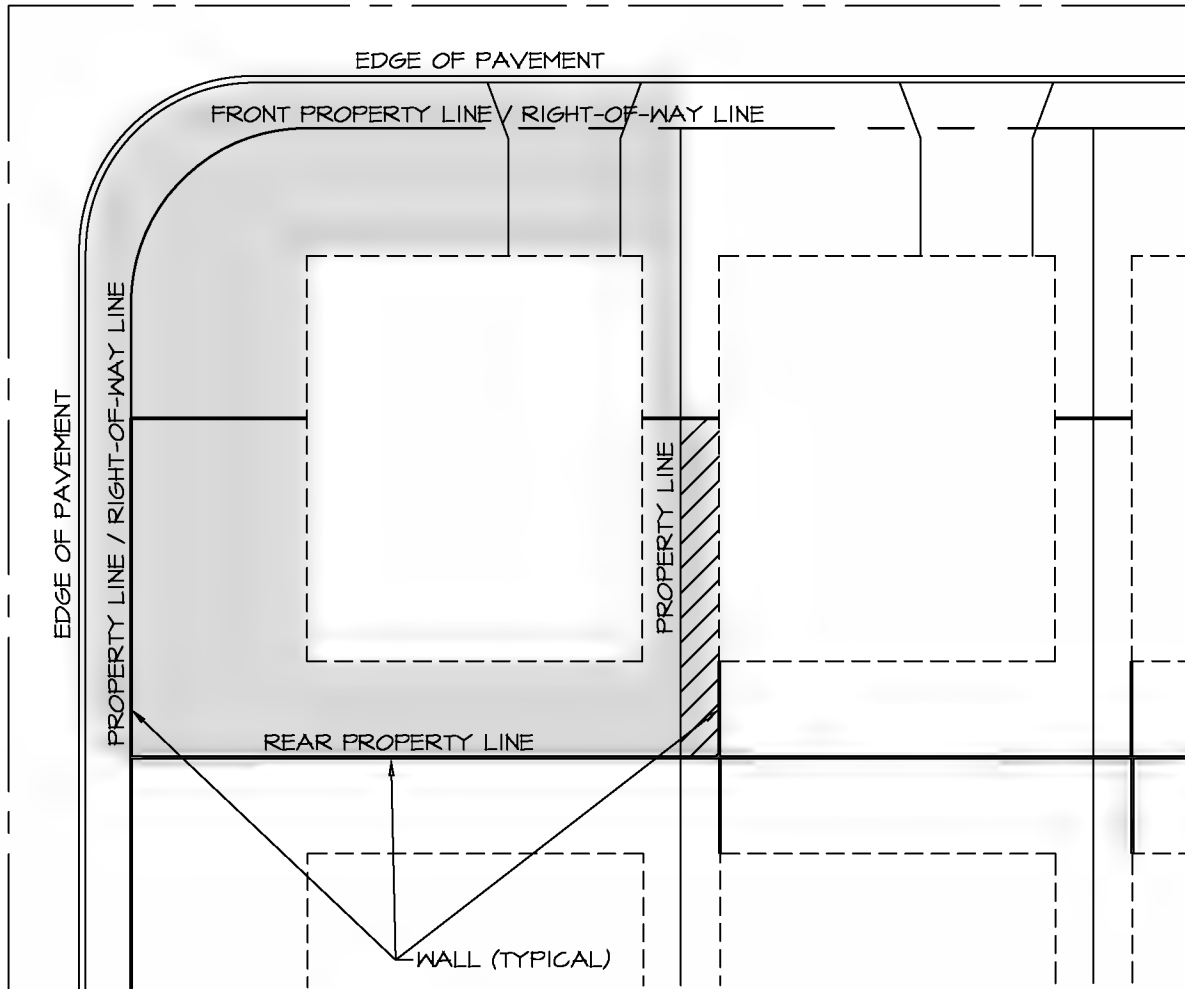 EDGE OF PAVEMENT
FRONT PROPERTY LINE / RIGHT-OF-WAY LINE
PROPERTY LINE / RIGHT-OF-WAY LINE
EDGE OF PAVEMENT
PROPERTY LINE
REAR PROPERTY LINE
WALL (TYPICAL)